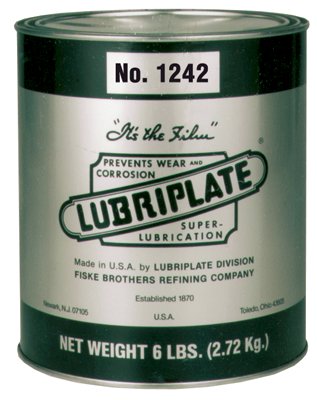 No. 1242
"It's the Film"
PREVENTS WEAR AND
CORROSION
®
LUBRIPLATE
SUPER-
LUBRICATION
Made in U.S.A. by LUBRIPLATE DIVISION
FISKE BROTHERS REFINING COMPANY
Established 1870
Newark, N.J. 07105
Toledo, Ohio 43605
U.S.A.
NET WEIGHT 6 LBS. (2.72 Kg.)